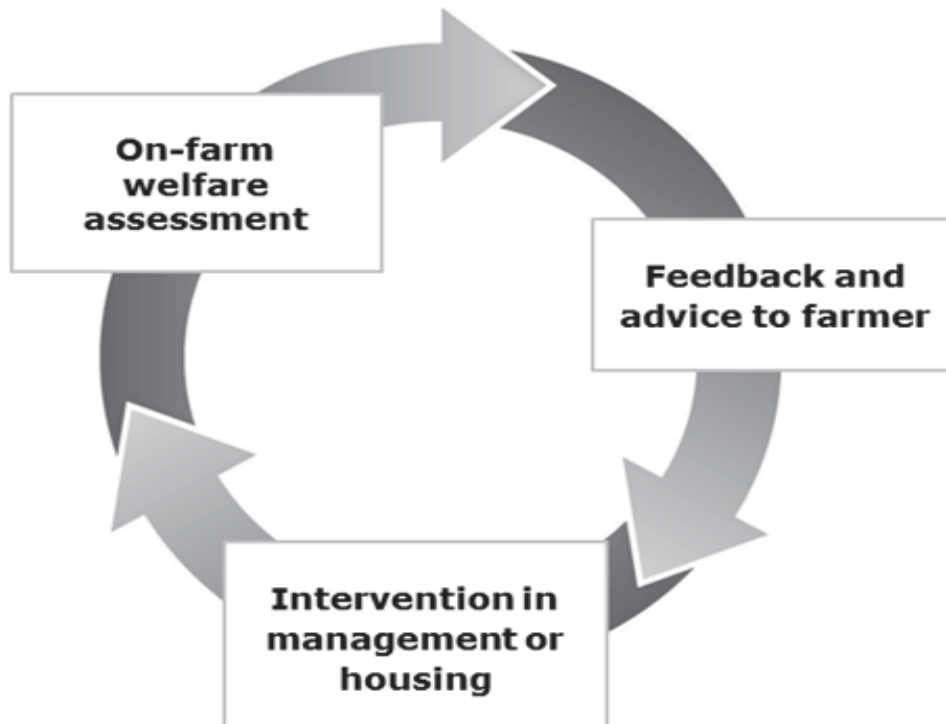 On-farm
welfare
assessment
Feedback and
advice to farmer
Intervention in
management or
housing